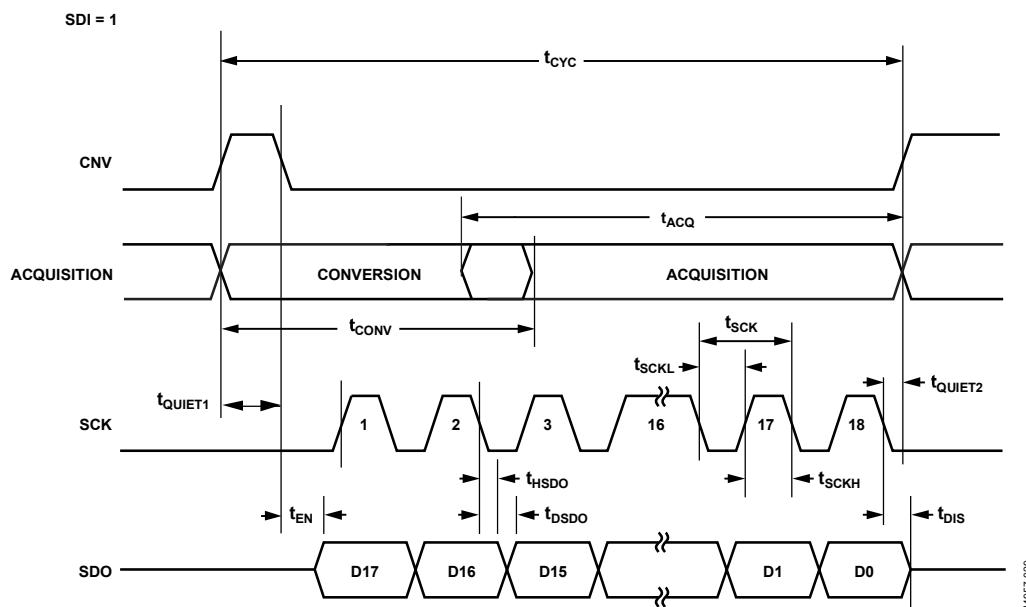 SDI = 1
tCYC
CNV
tACQ
ACQUISITION
CONVERSION
ACQUISITION
tCONV
tSCK
tSCKL
tQUIET1
tQUIET2
SCK
1
2
3
16
17
18
tHSDO
tSCKH
tEN
tDSDO
tDIS
SDO
D17
D16
D15
D1
D0